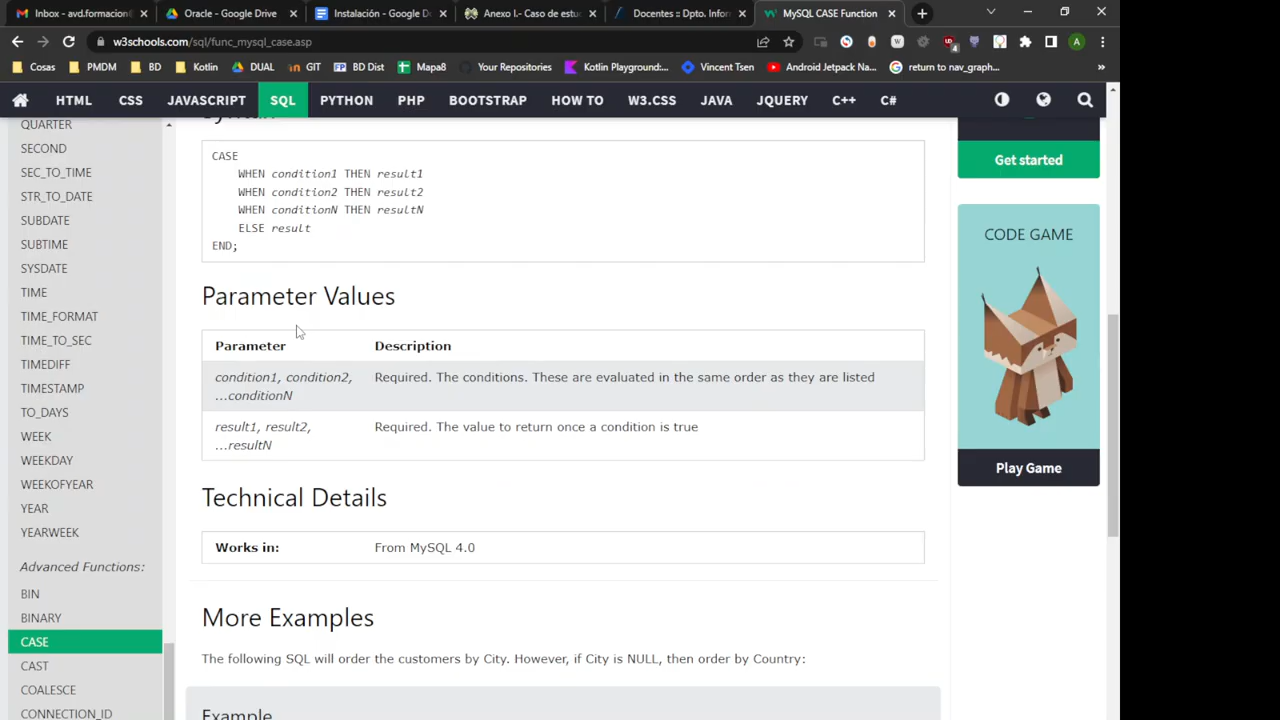 Inbox - avd.formacion
Oracle - Google Drive
Instalación - Google D
Anexo I.- Caso de estu
Docentes :: Dpto. Infor
MySQL CASE Function
w3schools.com/sql/func_mysql_case.asp
4
A
Cosas
PMDM
BD
Kotlin
DUAL
GIT
BD Dist
Mapa8
Your Repositories
Kotlin Playground:...
Vincent Tsen
Android Jetpack Na...
return to nav_graph...
»
HTML
CSS
JAVASCRIPT
SQL
PYTHON
PHP
BOOTSTRAP
HOW TO
W3.CSS
JAVA
JQUERY
C++
C#
QUARTER
SECOND
SEC_TO_TIME
STR_TO_DATE
SUBDATE
SUBTIME
SYSDATE
TIME
TIME_FORMAT
TIME_TO_SEC
TIMEDIFF
TIMESTAMP
TO_DAYS
WEEK
WEEKDAY
WEEKOFYEAR
YEAR
YEARWEEK
Advanced Functions:
BIN
BINARY
CASE
CAST
COALESCE
CONNECTION_ID
Syntax
CASE
WHEN condition1 THEN result1
WHEN condition2 THEN result2
WHEN conditionN THEN resultN
ELSE result
END;
Parameter Values
Parameter Description
condition1, condition2, Required. The conditions. These are evaluated in the same order as they are listed
...conditionN
result1, result2, Required. The value to return once a condition is true
...resultN
Technical Details
Works in: From MySQL 4.0
More Examples
The following SQL will order the customers by City. However, if City is NULL, then order by Country:
Example
Get started
CODE GAME
Play Game